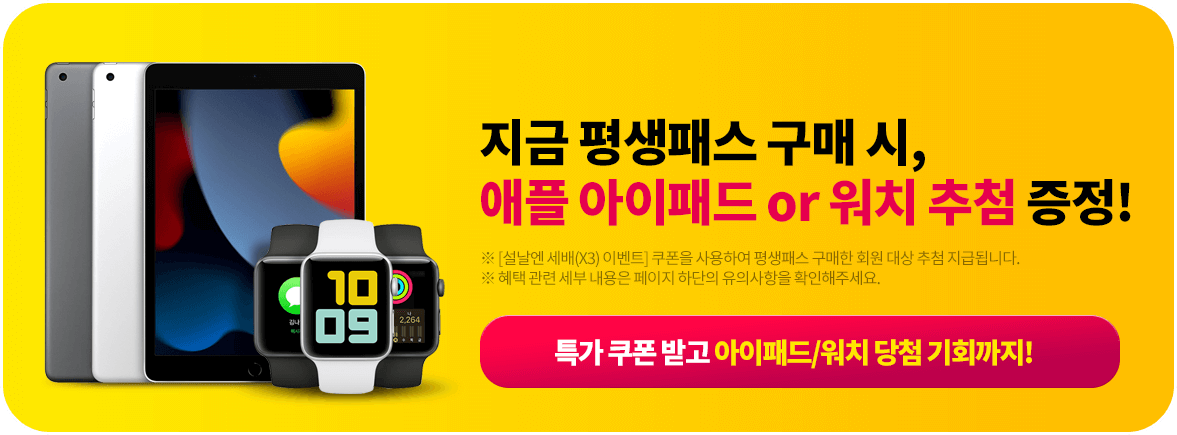 지금 평생패스 구매 시,
애플 아이패드 or 워치 추첨 증정!
※ [설날엔 세배(X3) 이벤트] 쿠폰을 사용하여 평생패스 구매한 회원 대상 추첨 지급됩니다.
※ 혜택 관련 세부 내용은 페이지 하단의 유의사항을 확인해주세요.
특가 쿠폰 받고 아이패드/워치 당첨 기회까지!
10
09
2,264